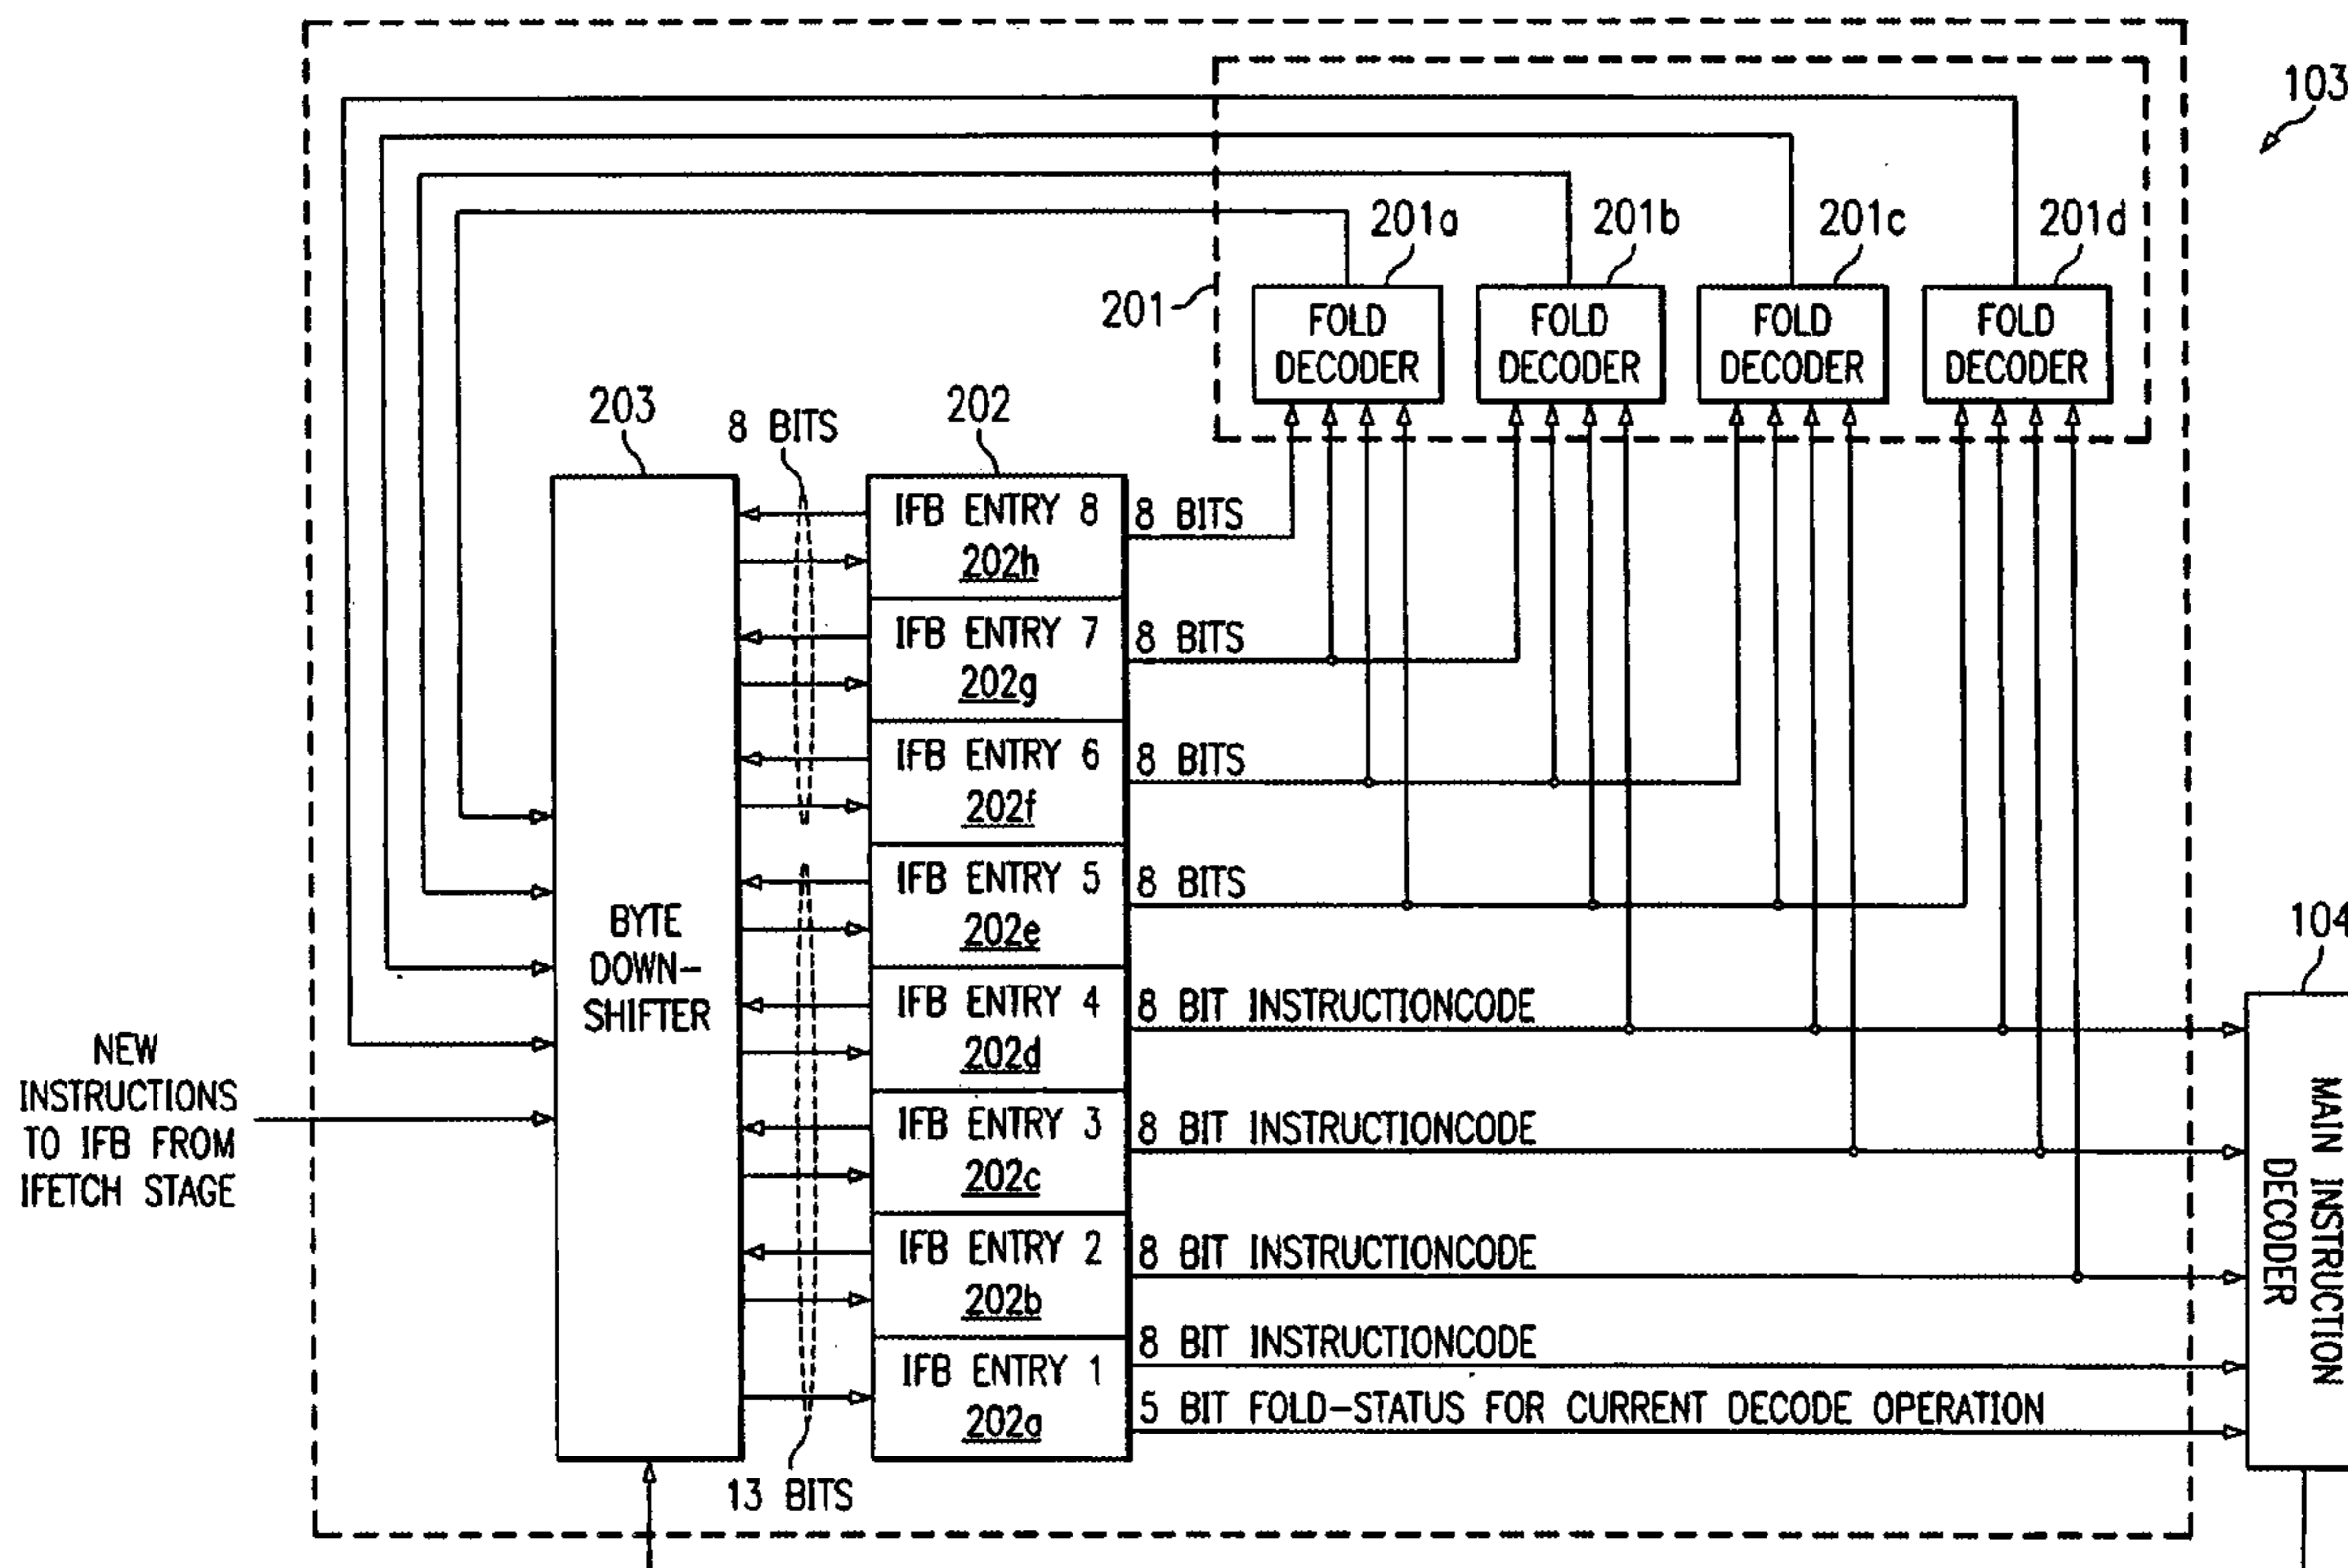 103
201a
201b
201c
201d
201
FOLD
DECODER
FOLD
DECODER
FOLD
DECODER
FOLD
DECODER
203
8 BITS
202
IFB ENTRY 8
202h
8 BITS
IFB ENTRY 7
202g
8 BITS
IFB ENTRY 6
202f
8 BITS
IFB ENTRY 5
202e
8 BITS
BYTE
DOWN-
SHIFTER
104
IFB ENTRY 4
202d
8 BIT INSTRUCTIONCODE
NEW
INSTRUCTIONS
TO IFB FROM
IFETCH STAGE
IFB ENTRY 3
202c
8 BIT INSTRUCTIONCODE
MAIN INSTRUCTION
DECODER
IFB ENTRY 2
202b
8 BIT INSTRUCTIONCODE
IFB ENTRY 1
202a
8 BIT INSTRUCTIONCODE
5 BIT FOLD-STATUS FOR CURRENT DECODE OPERATION
13 BITS